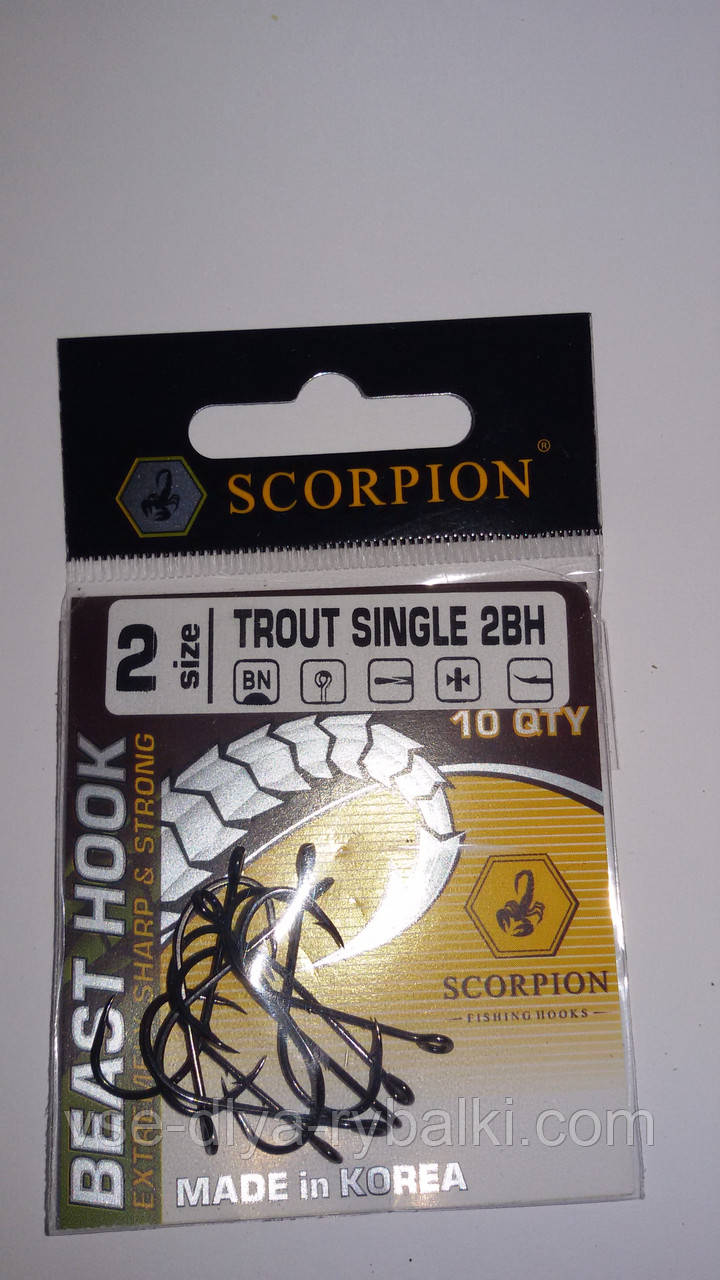 SCORPION ®
2 size
TROUT SINGLE 2BH
BN
10 QTY
BEAST HOOK
EXTREMELY SHARP & STRONG
SCORPION
FISHING HOOKS
MADE in KOREA
vse-dlya-rybalki.com